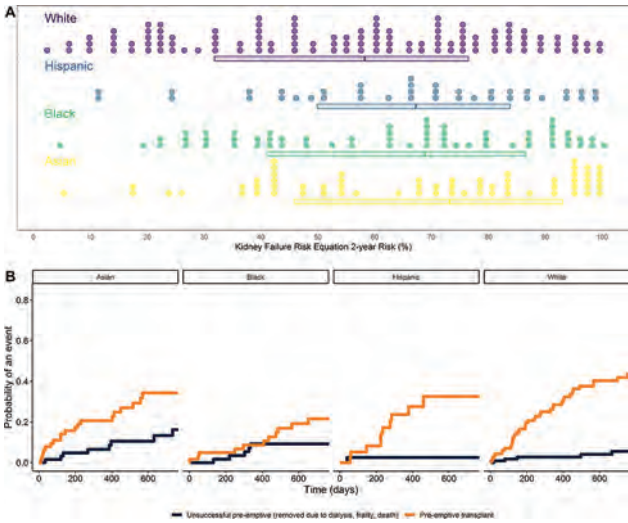 A
White
Hispanic
Black
Asian
0 10 20 30 40 50 60 70 80 90 100
Kidney Failure Risk Equation 2-year Risk (%)
B
Asian Black Hispanic White
Probability of an event
0.8
0.6
0.4
0.2
0.0
0 200 400 600 0 200 400 600 0 200 400 600 0 200 400 600
Time (days)
Unsuccessful pre-emptive (removed due to dialysis, frailty, death) Pre-emptive transplant